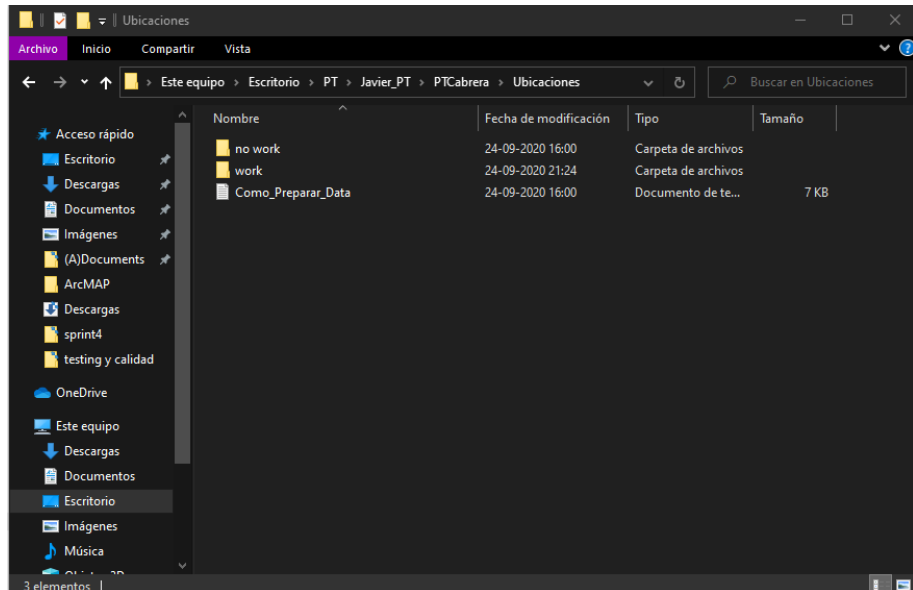 Ubicaciones
Archivo Inicio Compartir Vista
Este equipo > Escritorio > PT > Javier_PT > PTCabrera > Ubicaciones
Buscar en Ubicaciones
Nombre Fecha de modificación Tipo Tamaño
no work 24-09-2020 16:00 Carpeta de archivos
work 24-09-2020 21:24 Carpeta de archivos
Como_Preparar_Data 24-09-2020 16:00 Documento de te... 7 KB
Acceso rápido
Escritorio
Descargas
Documentos
Imágenes
(A)Documents
ArcMAP
Descargas
sprint4
testing y calidad
OneDrive
Este equipo
Descargas
Documentos
Escritorio
Imágenes
Música
3 elementos